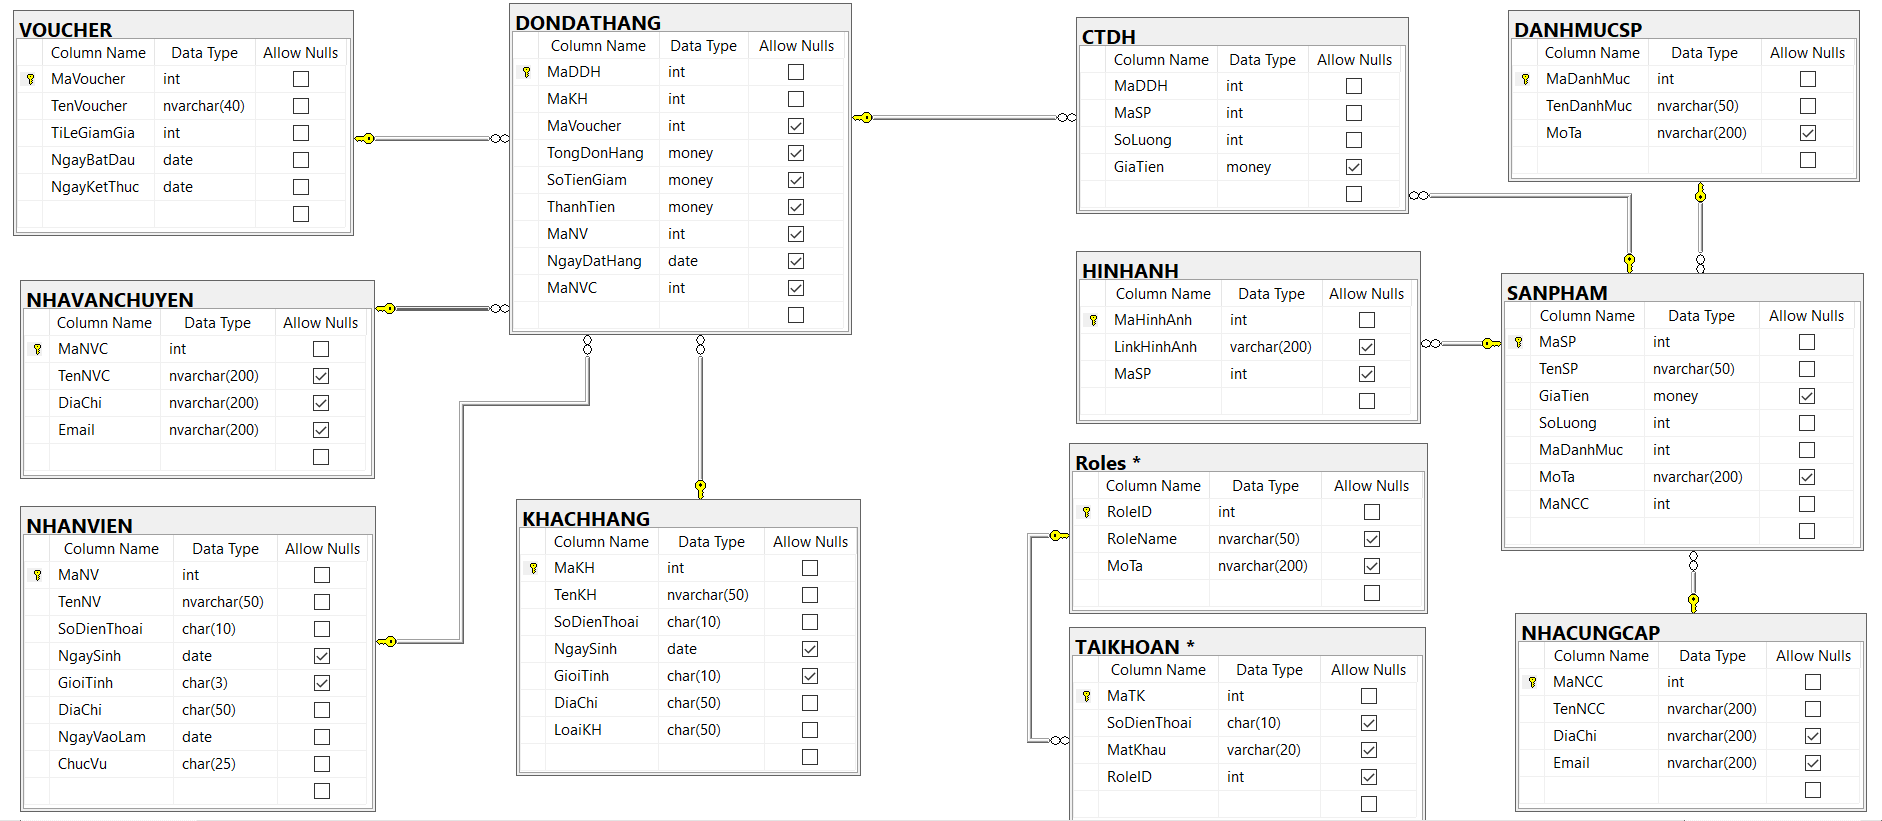 VOUCHER
Column Name Data Type Allow Nulls
MaVoucher int
TenVoucher nvarchar(40)
TiLeGiamGia int
NgayBatDau date
NgayKetThuc date
DONDATHANG
Column Name Data Type Allow Nulls
MaDDH int
MaKH int
MaVoucher int
TongDonHang money
SoTienGiam money
ThanhTien money
MaNV int
NgayDatHang date
MaNVC int
CTDH
Column Name Data Type Allow Nulls
MaDDH int
MaSP int
SoLuong int
GiaTien money
DANHMUCSP
Column Name Data Type Allow Nulls
MaDanhMuc int
TenDanhMuc nvarchar(50)
MoTa nvarchar(200)
NHAVANCHUYEN
Column Name Data Type Allow Nulls
MaNVC int
TenNVC nvarchar(200)
DiaChi nvarchar(200)
Email nvarchar(200)
HINHANH
Column Name Data Type Allow Nulls
MaHinhAnh int
LinkHinhAnh varchar(200)
MaSP int
SANPHAM
Column Name Data Type Allow Nulls
MaSP int
TenSP nvarchar(50)
GiaTien money
SoLuong int
MaDanhMuc int
MoTa nvarchar(200)
MaNCC int
NHANVIEN
Column Name Data Type Allow Nulls
MaNV int
TenNV nvarchar(50)
SoDienThoai char(10)
NgaySinh date
GioiTinh char(3)
DiaChi char(50)
NgayVaoLam date
ChucVu char(25)
KHACHHANG
Column Name Data Type Allow Nulls
MaKH int
TenKH nvarchar(50)
SoDienThoai char(10)
NgaySinh date
GioiTinh char(10)
DiaChi char(50)
LoaiKH char(50)
Roles *
Column Name Data Type Allow Nulls
RoleID int
RoleName nvarchar(50)
MoTa nvarchar(200)
TAIKHOAN *
Column Name Data Type Allow Nulls
MaTK int
SoDienThoai char(10)
MatKhau varchar(20)
RoleID int
NHACUNGCAP
Column Name Data Type Allow Nulls
MaNCC int
TenNCC nvarchar(200)
DiaChi nvarchar(200)
Email nvarchar(200)